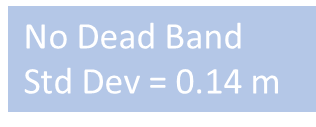 No Dead Band
Std Dev = 0.14 m